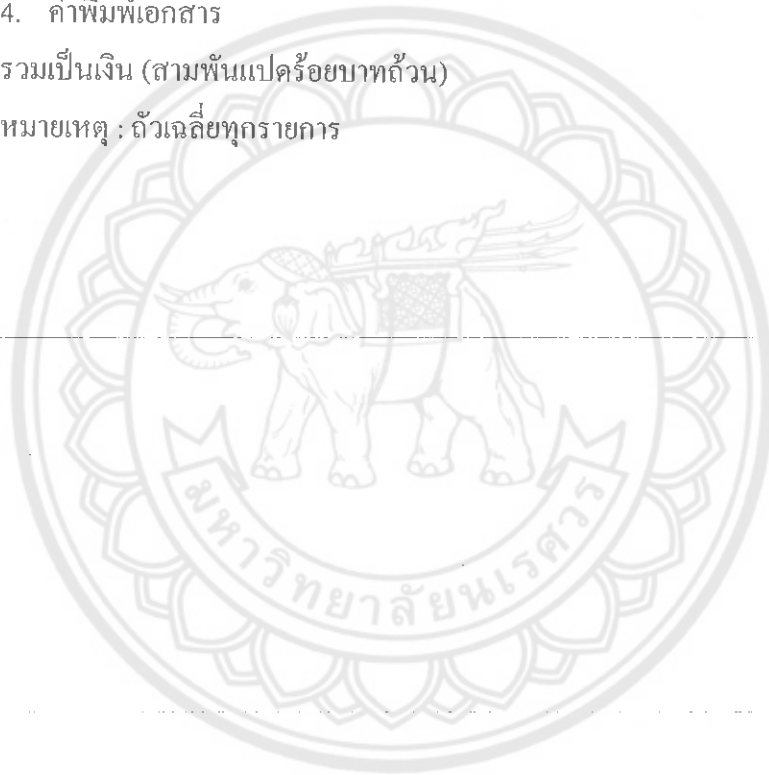 4. ค่าพิมพ์เอกสาร
รวมเป็นเงิน (สามพันแปดร้อยบาทถ้วน)
หมายเหตุ : ถัวเฉลี่ยทุกรายการ
มหาวิทยาลัยนเรศวร